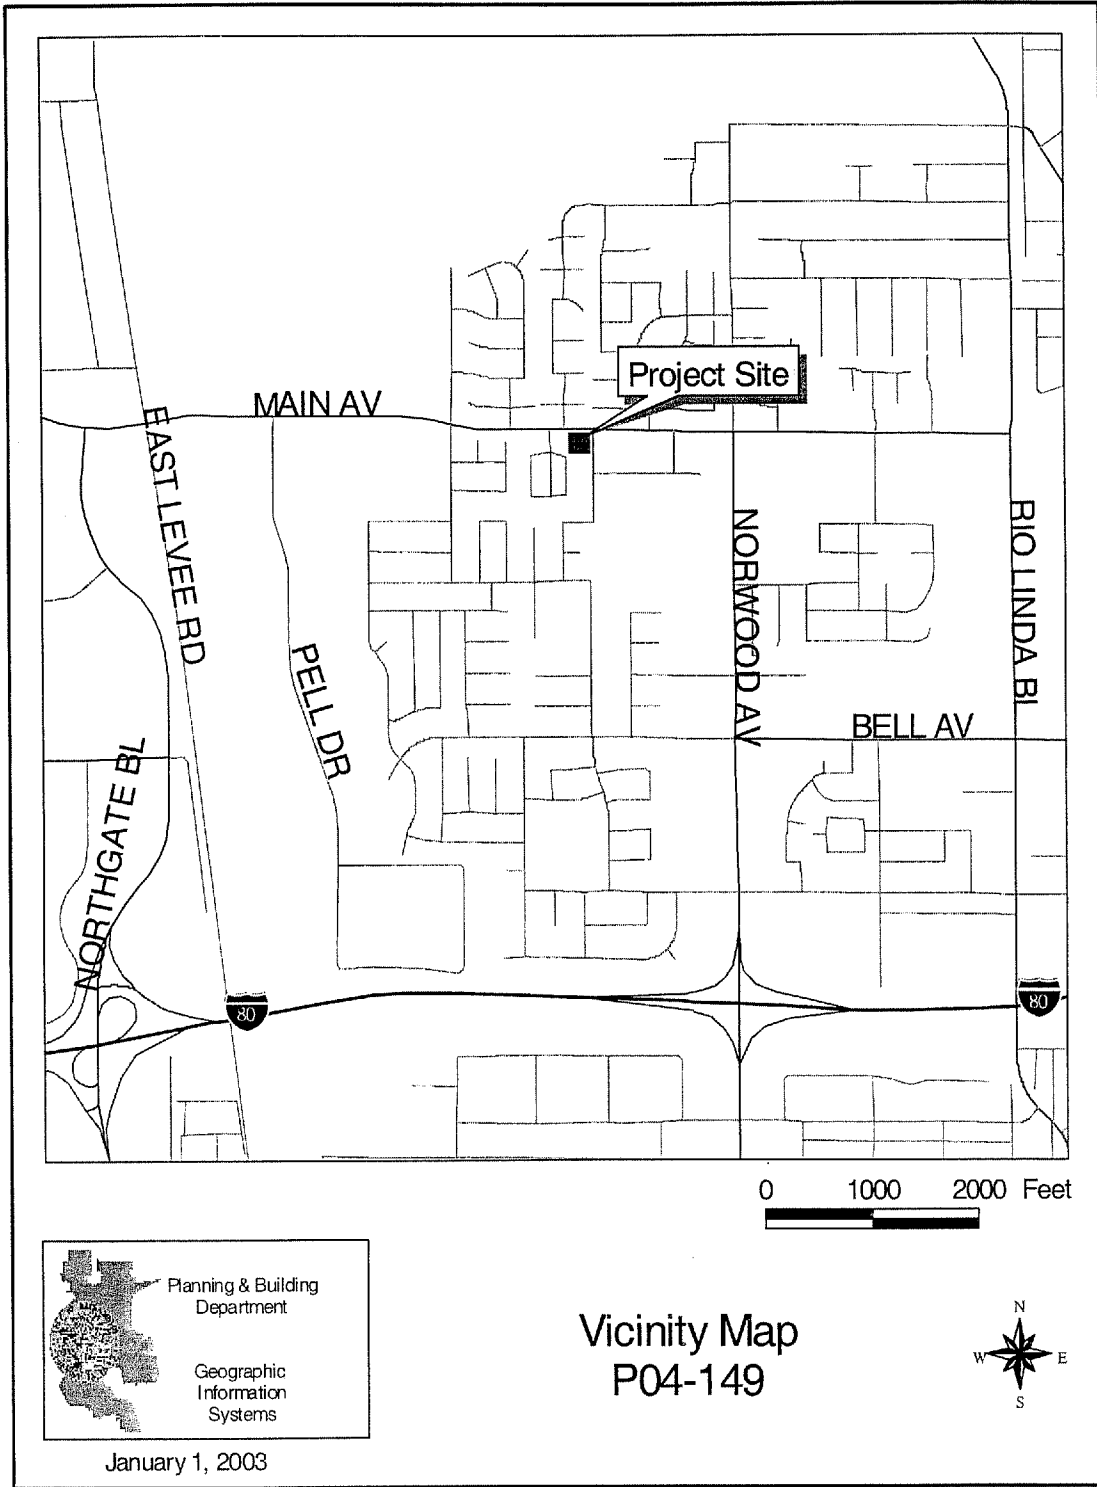 Project Site
MAIN AV
EAST LEVEE RD
NORWOOD AV
RIO LINDA Bl
PELL DR
BELL AV
NORTHGATE BL
80
80
0 1000 2000 Feet
Planning & Building
Department
Geographic
Information
Systems
Vicinity Map
P04-149
N
W E
S
January 1, 2003